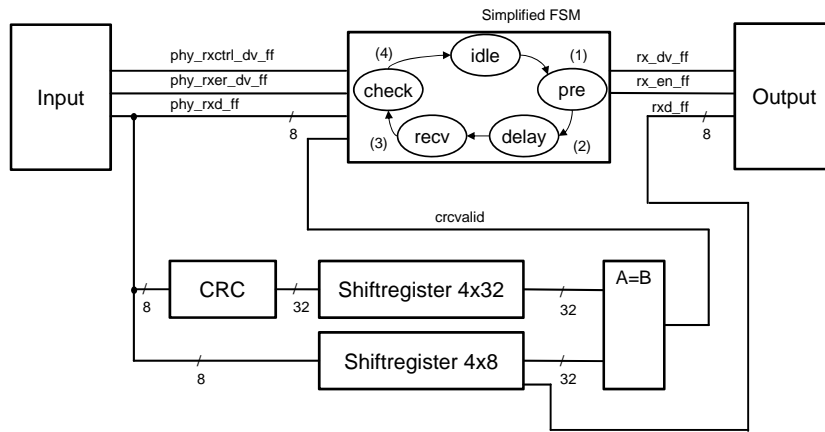 Simplified FSM
phy_rxctrl_dv_ff
phy_rxer_dv_ff
phy_rxd_ff
8
Input
(4)
idle
(1)
check
pre
(3)
recv
delay
(2)
rx_dv_ff
rx_en_ff
rxd_ff
8
Output
crcvalid
8
CRC
32
Shiftregister 4x32
32
A=B
8
Shiftregister 4x8
32